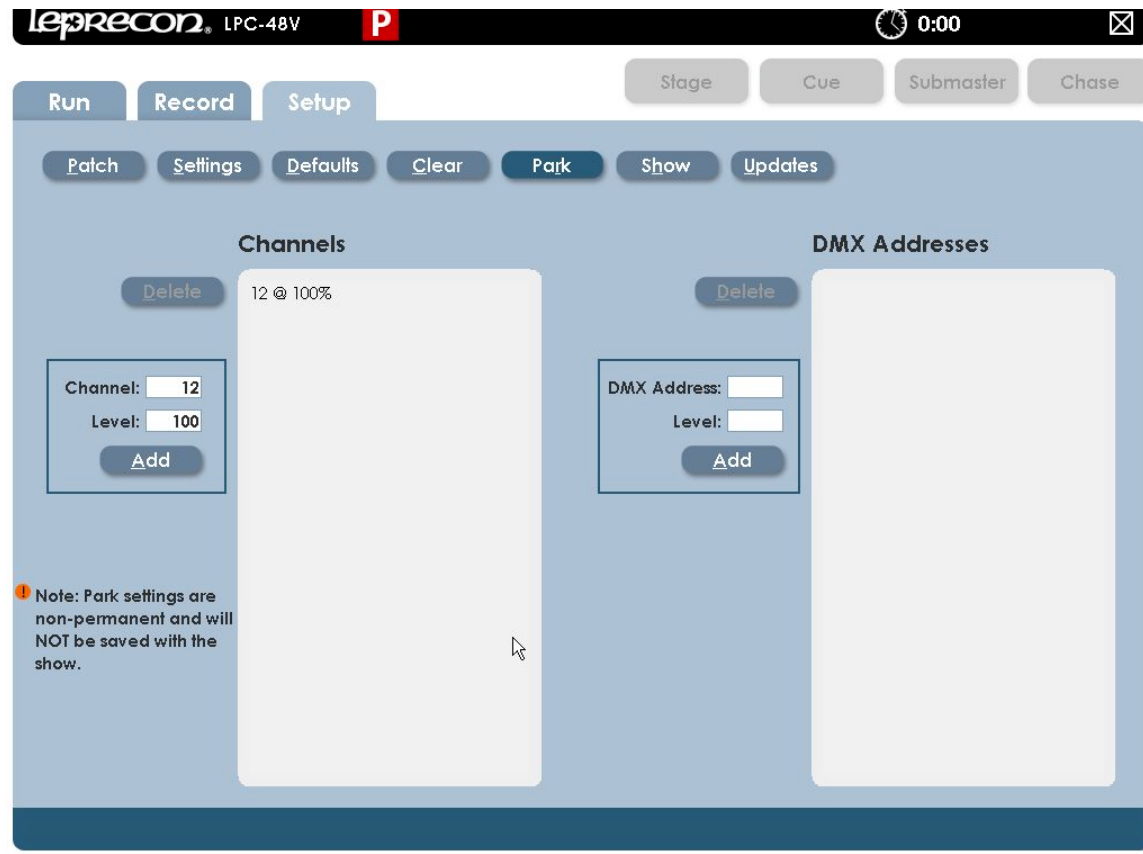 leprecon® LPC-48V P 0:00
Stage Cue Submaster Chase
Run Record Setup
Patch Settings Defaults Clear Park Show Updates
Channels
Delete
12 @ 100%
Channel: 12
Level: 100
Add
! Note: Park settings are
non-permanent and will
NOT be saved with the
show.
DMX Addresses
Delete
DMX Address:
Level:
Add